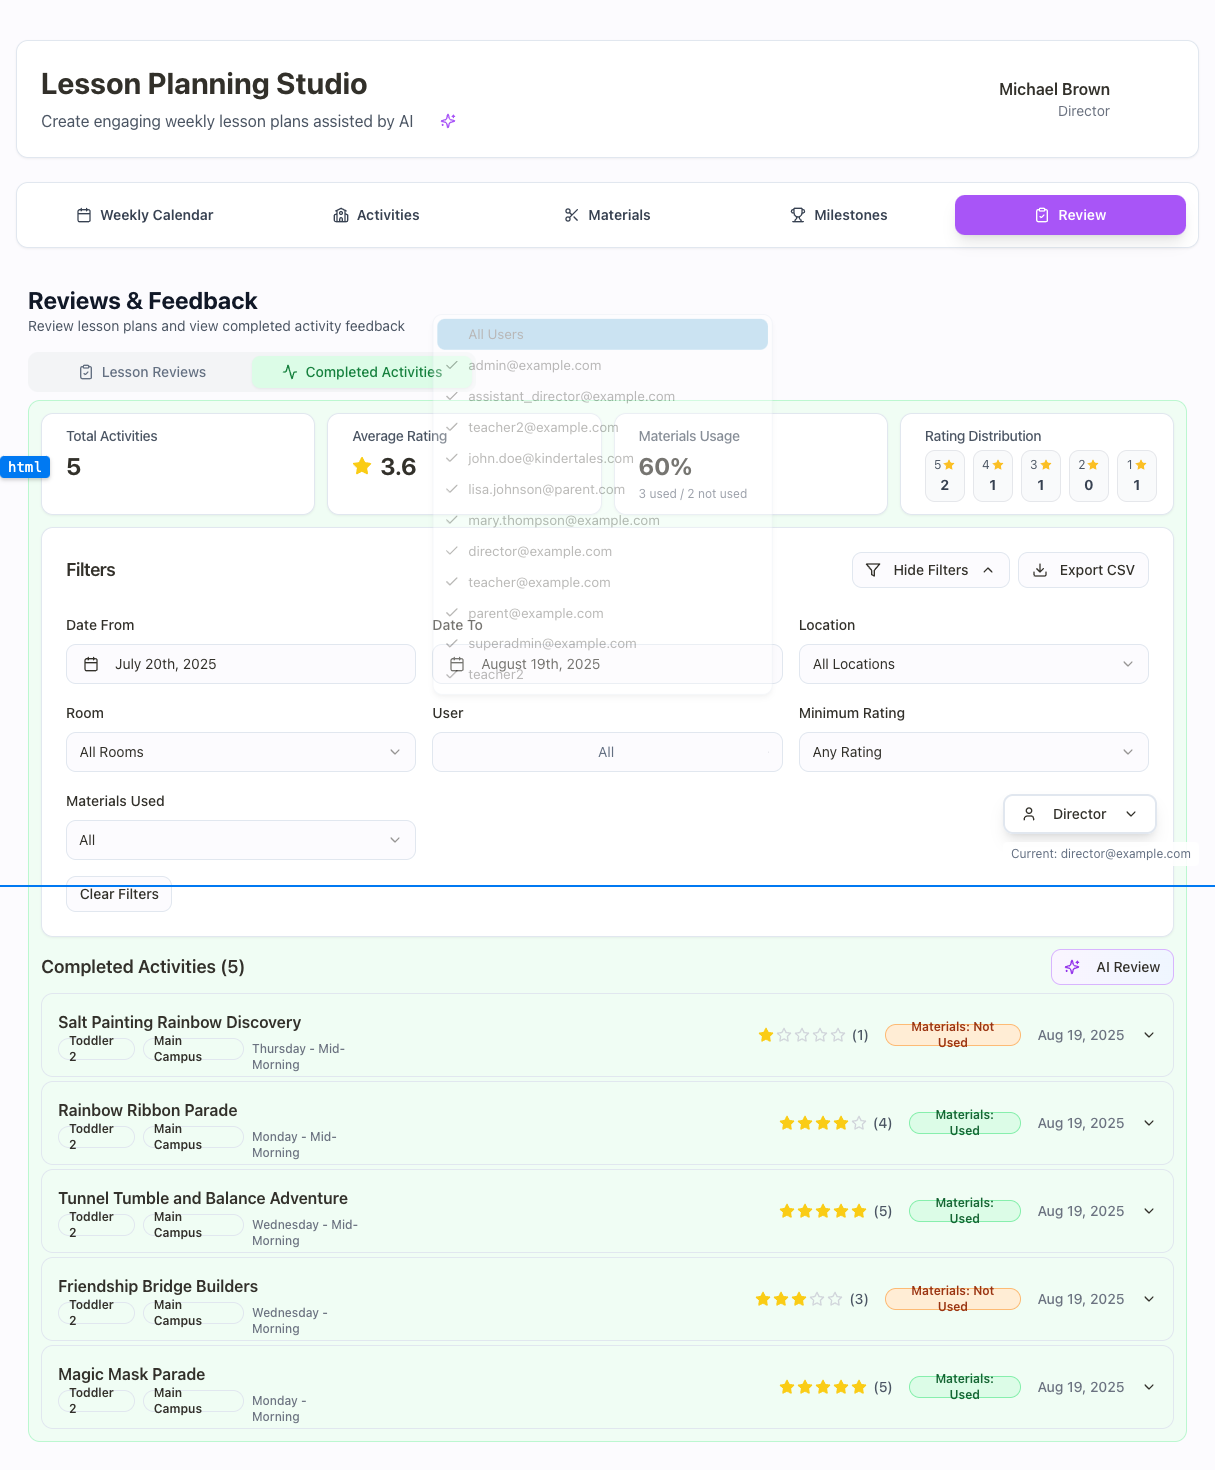 Lesson Planning Studio
Create engaging weekly lesson plans assisted by AI
Michael Brown
Director
Weekly Calendar
Activities
Materials
Milestones
Review
Reviews & Feedback
Review lesson plans and view completed activity feedback
Lesson Reviews
Completed Activities
All Users
admin@example.com
assistant_director@example.com
teacher2@example.com
john.doe@kindertales.com
lisa.johnson@parent.com
mary.thompson@example.com
director@example.com
teacher@example.com
parent@example.com
superadmin@example.com
teacher2
html
Total Activities
5
Average Rating
3.6
Materials Usage
60%
3 used / 2 not used
Rating Distribution
5
2
4
1
3
1
2
0
1
1
Filters
Hide Filters
Export CSV
Date From
July 20th, 2025
Date To
August 19th, 2025
Location
All Locations
Room
All Rooms
User
All
Minimum Rating
Any Rating
Materials Used
All
Director
Current: director@example.com
Clear Filters
Completed Activities (5)
AI Review
Salt Painting Rainbow Discovery
Toddler
2
Main
Campus
Thursday - Mid-
Morning
(1)
Materials: Not
Used
Aug 19, 2025
Rainbow Ribbon Parade
Toddler
2
Main
Campus
Monday - Mid-
Morning
(4)
Materials:
Used
Aug 19, 2025
Tunnel Tumble and Balance Adventure
Toddler
2
Main
Campus
Wednesday - Mid-
Morning
(5)
Materials:
Used
Aug 19, 2025
Friendship Bridge Builders
Toddler
2
Main
Campus
Wednesday -
Morning
(3)
Materials: Not
Used
Aug 19, 2025
Magic Mask Parade
Toddler
2
Main
Campus
Monday -
Morning
(5)
Materials:
Used
Aug 19, 2025